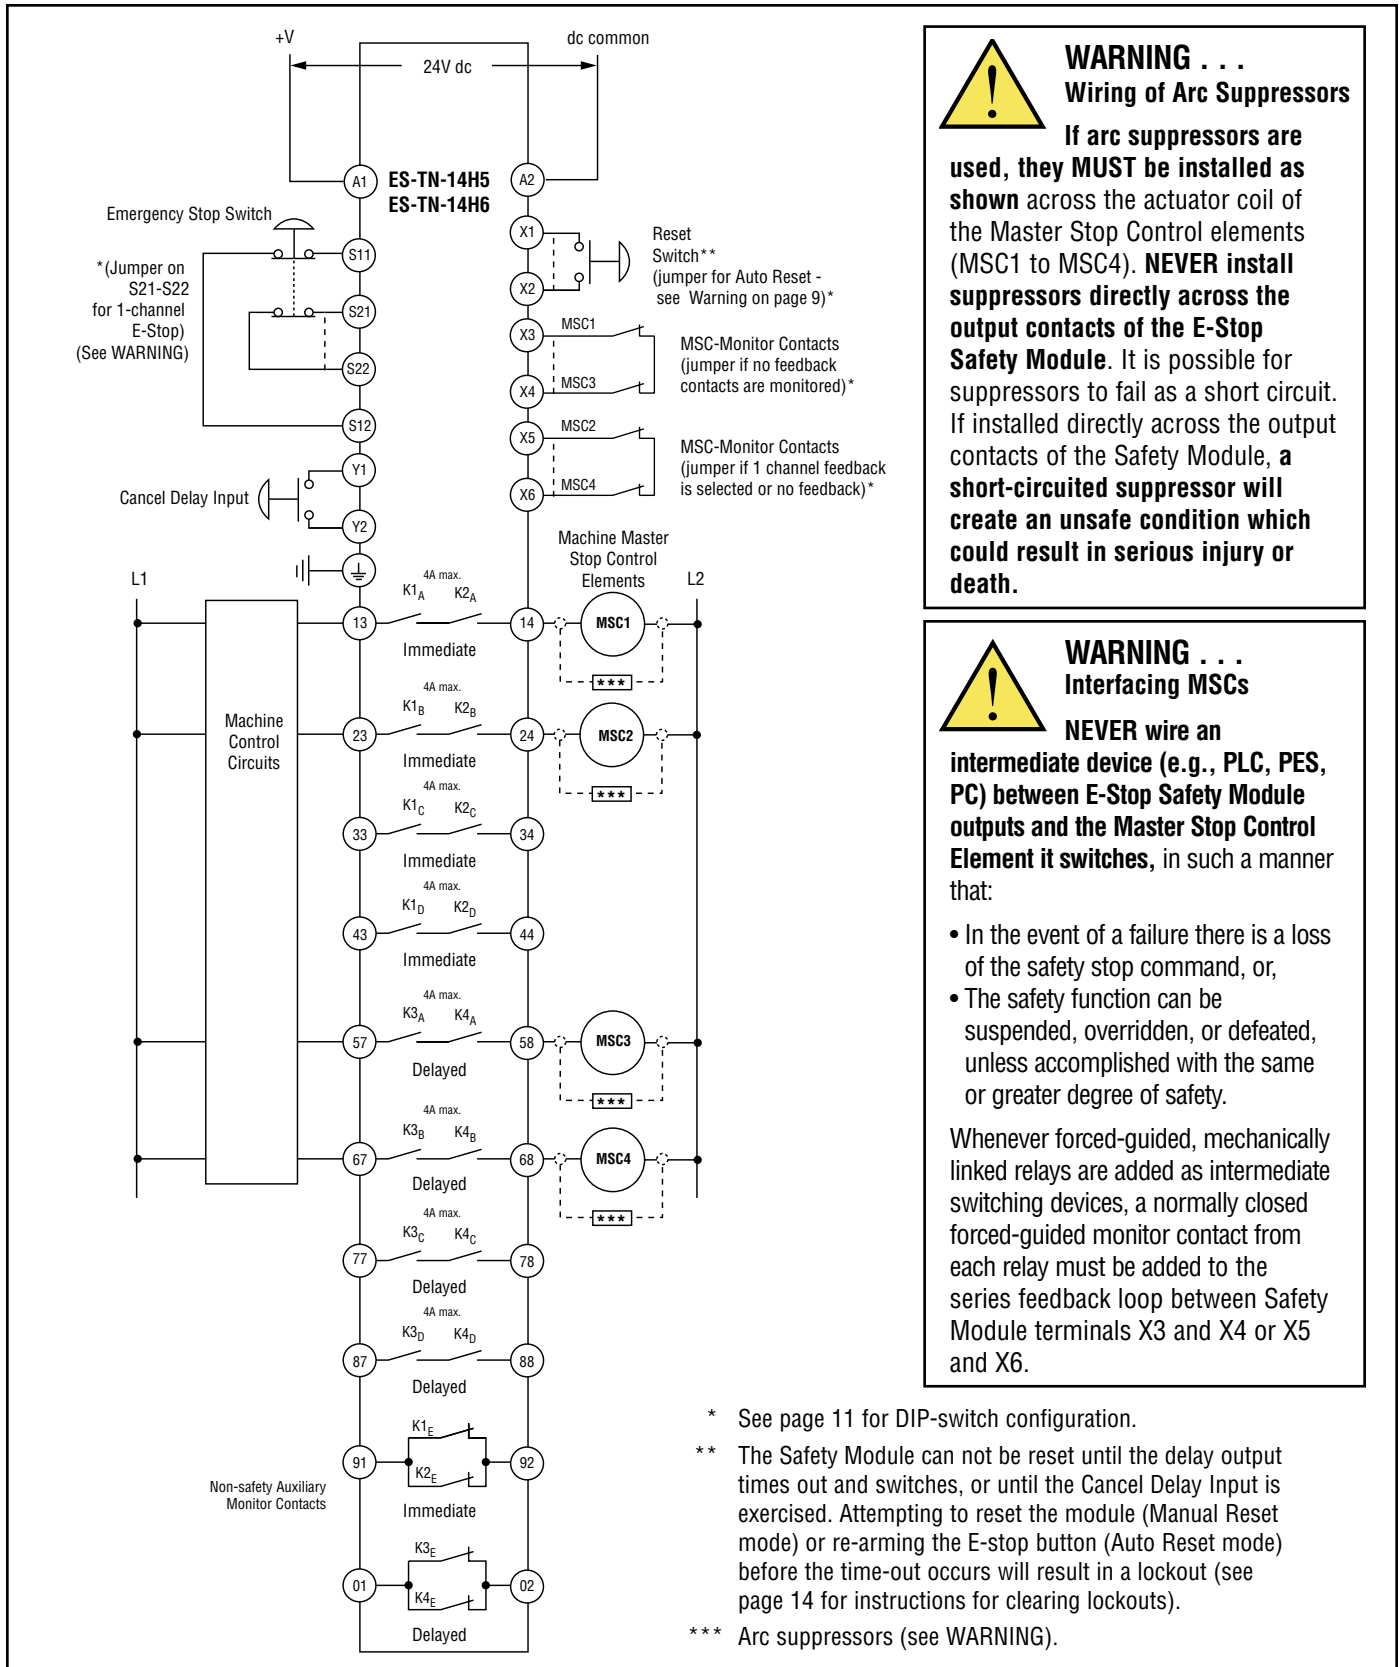 +V
dc common
24V dc
A1
ES-TN-14H5
A2
ES-TN-14H6
Emergency Stop Switch
*(Jumper on
S21-S22
for 1-channel
E-Stop)
(See WARNING)
S11
S21
S22
S12
X1
X2
Reset
Switch**
(jumper for Auto Reset -
see Warning on page 9)*
X3
MSC1
X4
MSC3
MSC-Monitor Contacts
(jumper if no feedback
contacts are monitored)*
X5
MSC2
X6
MSC4
MSC-Monitor Contacts
(jumper if 1 channel feedback
is selected or no feedback)*
Cancel Delay Input
Y1
Y2
Machine Master
Stop Control
Elements
L1
L2
Machine
Control
Circuits
4A max.
K1A K2A
13
14
MSC1
Immediate
***
4A max.
K1B K2B
23
24
MSC2
Immediate
***
4A max.
K1C K2C
33
34
Immediate
4A max.
K1D K2D
43
44
Immediate
4A max.
K3A K4A
57
58
MSC3
Delayed
***
4A max.
K3B K4B
67
68
MSC4
Delayed
***
4A max.
K3C K4C
77
78
Delayed
4A max.
K3D K4D
87
88
Delayed
Non-safety Auxiliary
Monitor Contacts
K1E
91
92
K2E
Immediate
K3E
01
02
K4E
Delayed
WARNING . . .
Wiring of Arc Suppressors
If arc suppressors are
used, they MUST be installed as
shown across the actuator coil of
the Master Stop Control elements
(MSC1 to MSC4). NEVER install
suppressors directly across the
output contacts of the E-Stop
Safety Module. It is possible for
suppressors to fail as a short circuit.
If installed directly across the output
contacts of the Safety Module, a
short-circuited suppressor will
create an unsafe condition which
could result in serious injury or
death.
WARNING . . .
Interfacing MSCs
NEVER wire an
intermediate device (e.g., PLC, PES,
PC) between E-Stop Safety Module
outputs and the Master Stop Control
Element it switches, in such a manner
that:
• In the event of a failure there is a loss
of the safety stop command, or,
• The safety function can be
suspended, overridden, or defeated,
unless accomplished with the same
or greater degree of safety.
Whenever forced-guided, mechanically
linked relays are added as intermediate
switching devices, a normally closed
forced-guided monitor contact from
each relay must be added to the
series feedback loop between Safety
Module terminals X3 and X4 or X5
and X6.
* See page 11 for DIP-switch configuration.
** The Safety Module can not be reset until the delay output
times out and switches, or until the Cancel Delay Input is
exercised. Attempting to reset the module (Manual Reset
mode) or re-arming the E-stop button (Auto Reset mode)
before the time-out occurs will result in a lockout (see
page 14 for instructions for clearing lockouts).
*** Arc suppressors (see WARNING).